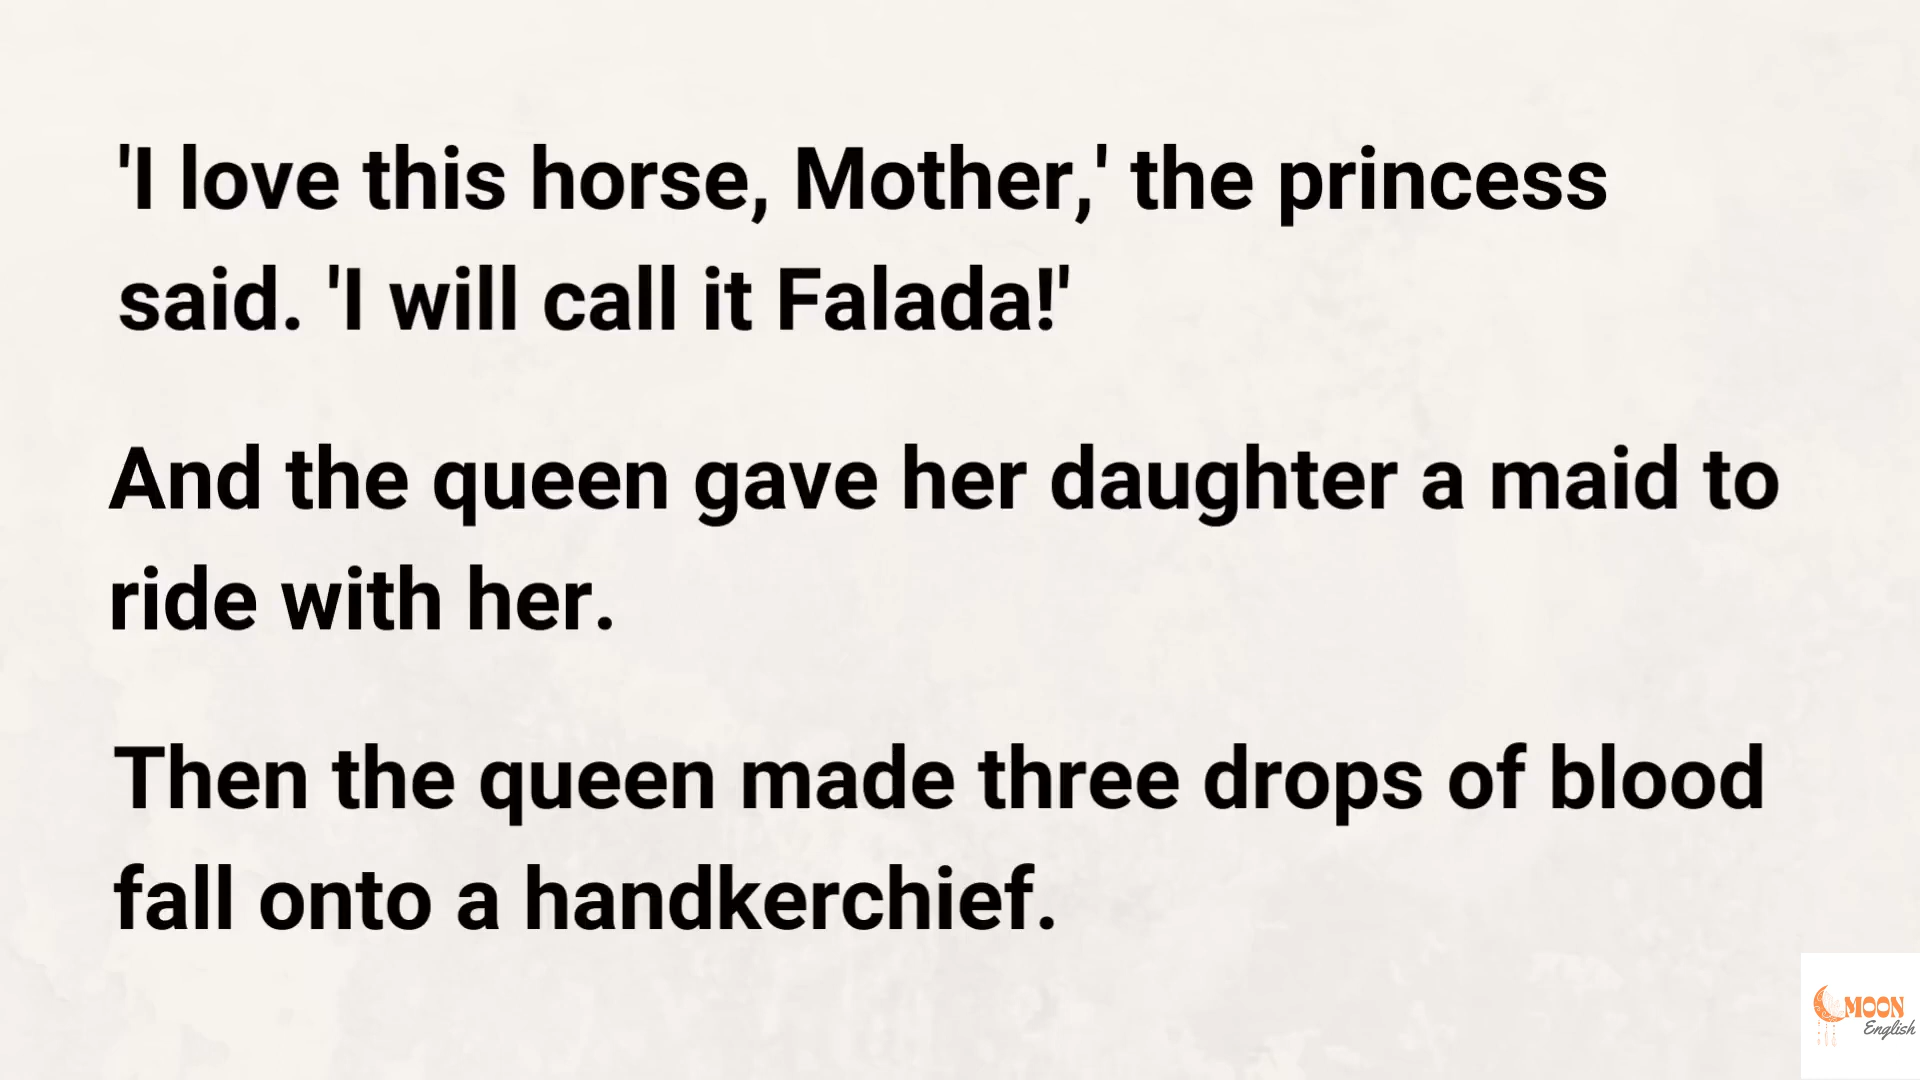 'I love this horse, Mother,' the princess
said. 'I will call it Falada!'
And the queen gave her daughter a maid to
ride with her.
Then the queen made three drops of blood
fall onto a handkerchief.
MOON
English